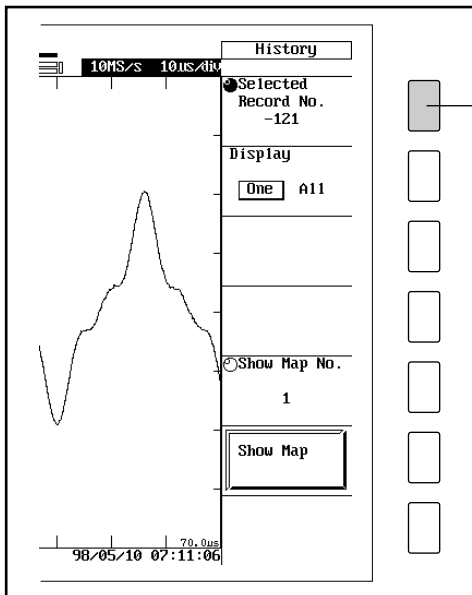 History
10MS/s 10us/div
Selected
Record No.
-121
Display
One All
Show Map No.
1
Show Map
70.0us
98/05/10 07:11:06